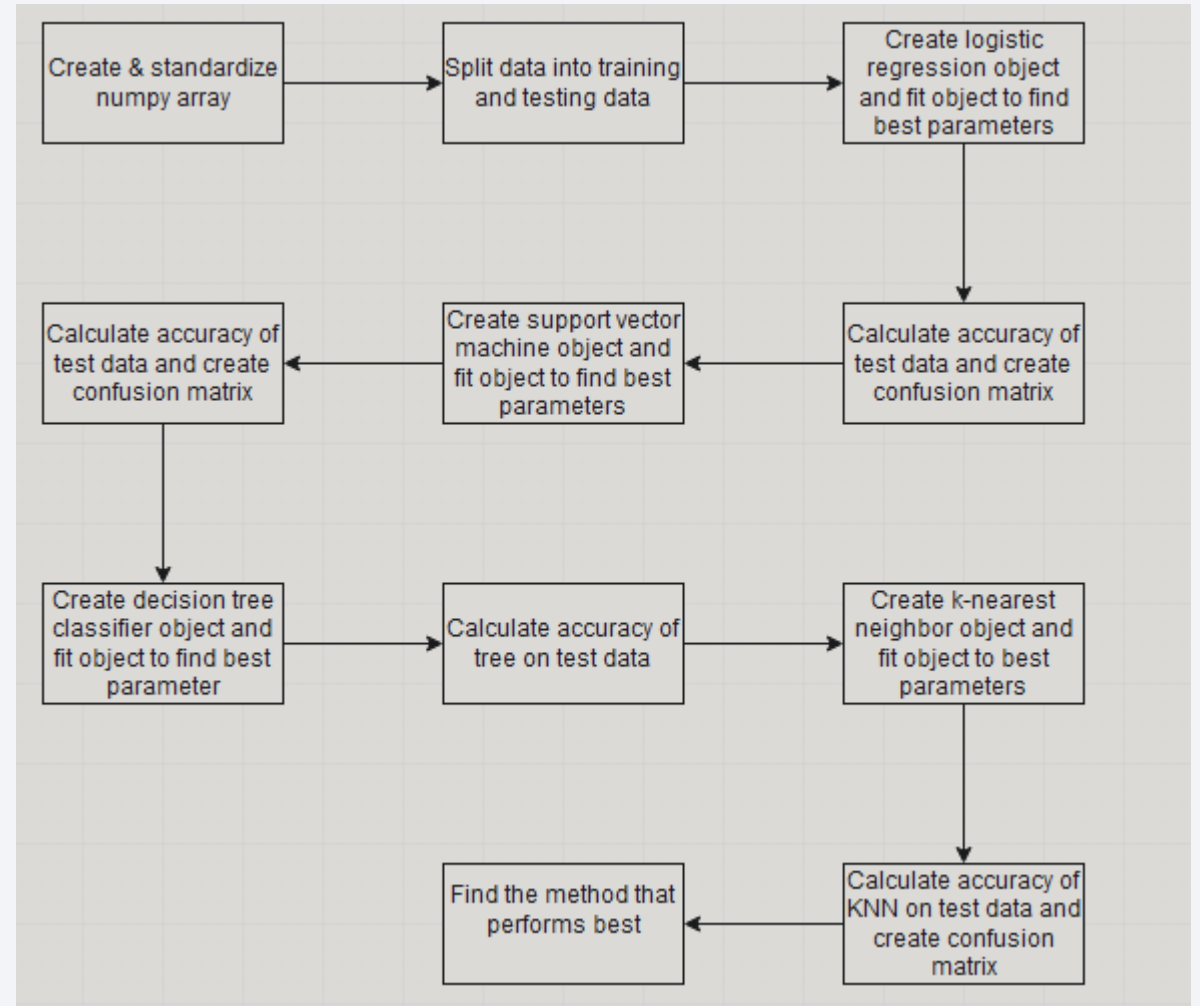 Create & standardize
numpy array
Split data into training
and testing data
Create logistic
regression object
and fit object to find
best parameters
Calculate accuracy of
test data and create
confusion matrix
Create support vector
machine object and
fit object to find best
parameters
Calculate accuracy of
test data and create
confusion matrix
Create decision tree
classifier object and
fit object to find best
parameter
Calculate accuracy of
tree on test data
Create k-nearest
neighbor object and
fit object to best
parameters
Calculate accuracy of
KNN on test data and
create confusion
matrix
Find the method that
performs best